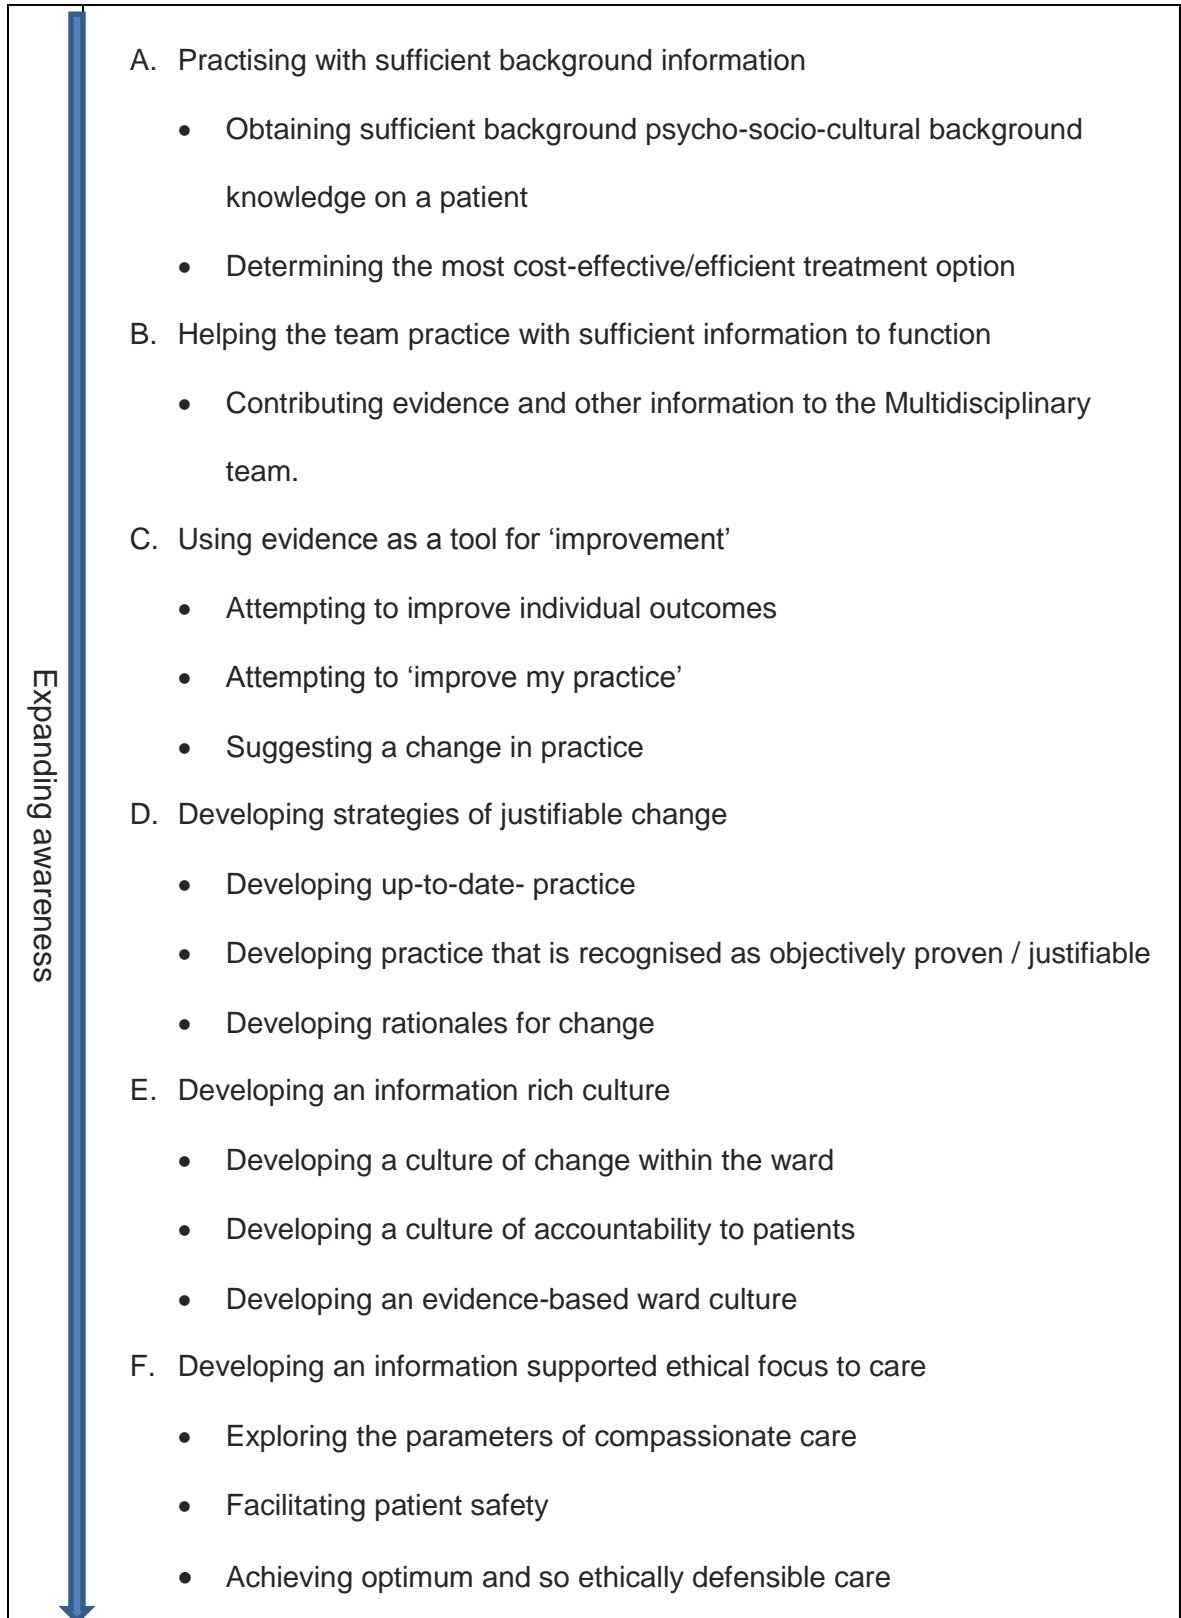 A. Practising with sufficient background information
• Obtaining sufficient background psycho-socio-cultural background
knowledge on a patient
• Determining the most cost-effective/efficient treatment option
B. Helping the team practice with sufficient information to function
• Contributing evidence and other information to the Multidisciplinary
team.
C. Using evidence as a tool for ‘improvement’
• Attempting to improve individual outcomes
• Attempting to ‘improve my practice’
• Suggesting a change in practice
D. Developing strategies of justifiable change
• Developing up-to-date- practice
• Developing practice that is recognised as objectively proven / justifiable
• Developing rationales for change
E. Developing an information rich culture
• Developing a culture of change within the ward
• Developing a culture of accountability to patients
• Developing an evidence-based ward culture
F. Developing an information supported ethical focus to care
• Exploring the parameters of compassionate care
• Facilitating patient safety
• Achieving optimum and so ethically defensible care
Expanding awareness